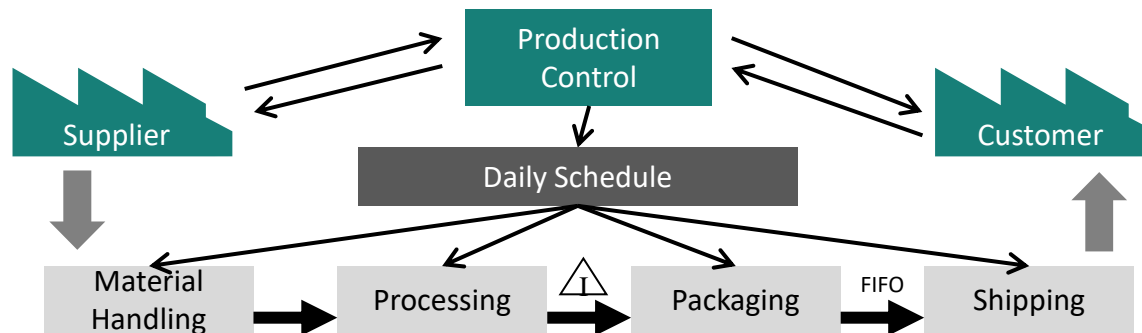 Production
Control
Supplier
Customer
Daily Schedule
Material
Handling
Processing
I
Packaging
FIFO
Shipping